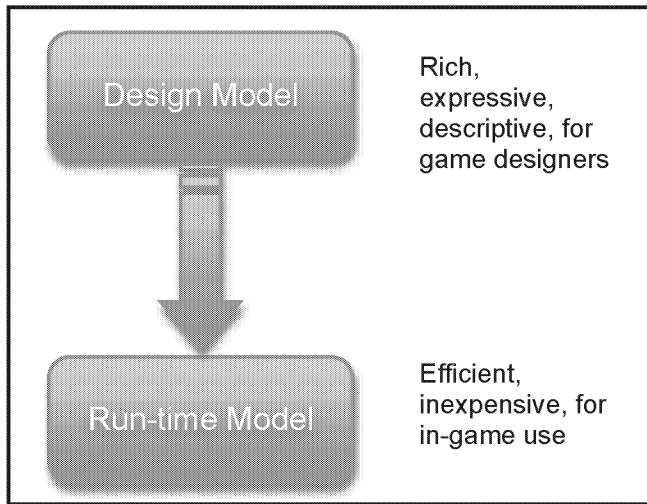 Design Model
Rich,
expressive,
descriptive, for
game designers
Run-time Model
Efficient,
inexpensive, for
in-game use